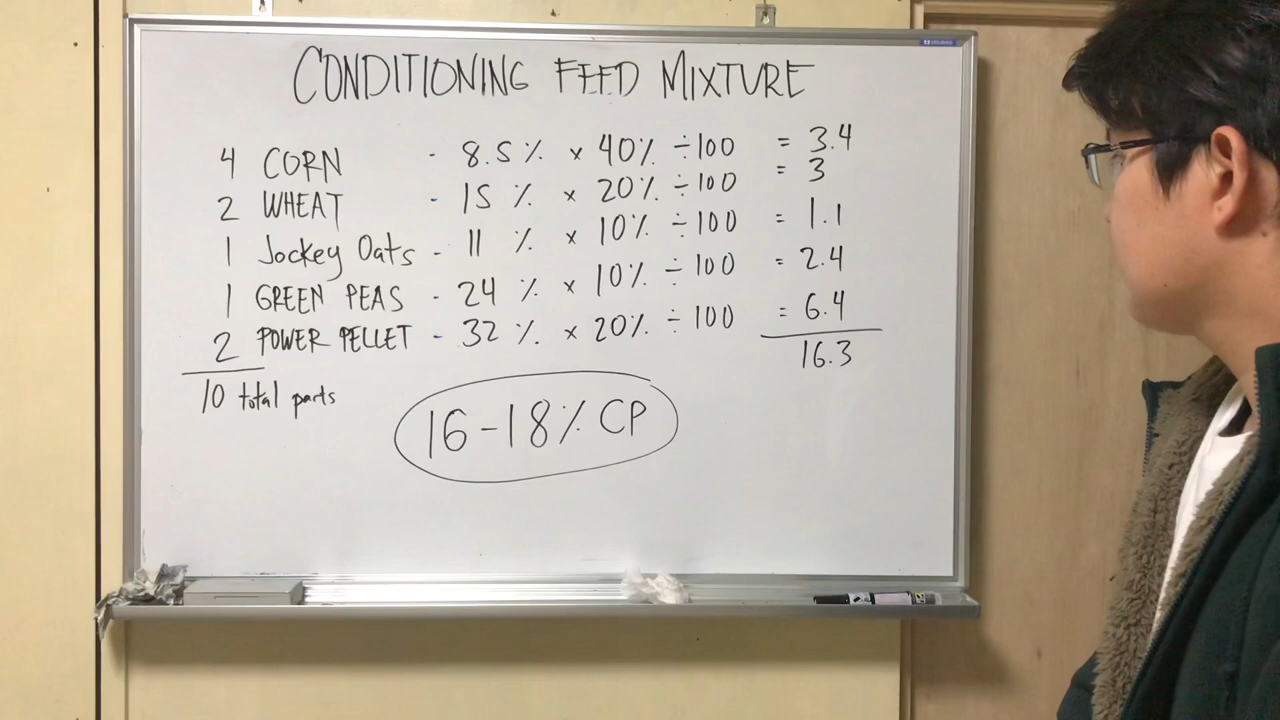 CONDITIONING FEED MIXTURE
4 CORN - 8.5% × 40% ÷100 = 3.4
2 WHEAT - 15 % × 20% ÷100 = 3
1 Jockey Oats - 11 % × 10% ÷100 = 1.1
1 GREEN PEAS - 24 % × 10% ÷100 = 2.4
2 POWER PELLET - 32 % × 20% ÷ 100 = 6.4
10 total parts
16.3
16-18% CP